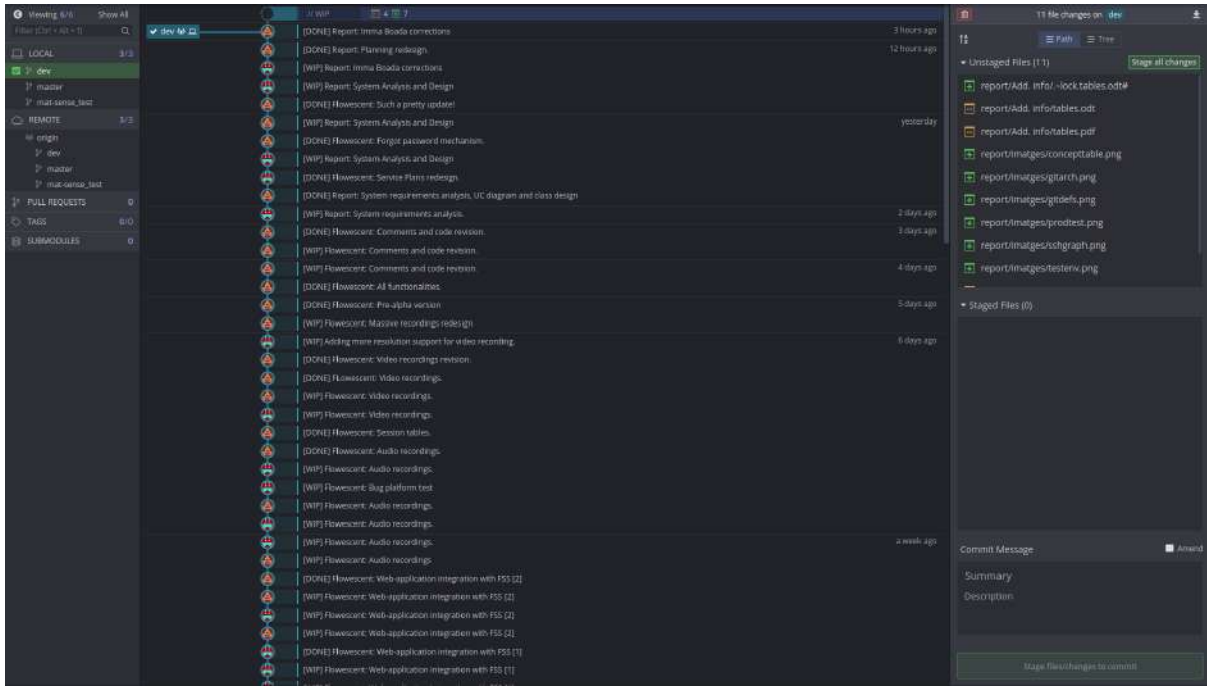 Viewing 6/6 Show All
Filter (Ctrl + Alt + f)
LOCAL 3/3
dev
master
mat-sense_test
REMOTE 3/3
origin
dev
master
mat-sense_test
PULL REQUESTS 0
TAGS 0/0
SUBMODULES 0
dev
// WIP 4 7
[DONE] Report: Imma Boada corrections 3 hours ago
[DONE] Report: Planning redesign. 12 hours ago
[WIP] Report: Imma Boada corrections
[WIP] Report: System Analysis and Design
[DONE] Flowescent: Such a pretty update!
[WIP] Report: System Analysis and Design yesterday
[DONE] Flowescent: Forgot password mechanism.
[WIP] Report: System Analysis and Design
[DONE] Flowescent: Service Plans redesign.
[DONE] Report: System requirements analysis, UC diagram and class design
[WIP] Report: System requirements analysis. 2 days ago
[DONE] Flowescent: Comments and code revision. 3 days ago
[WIP] Flowescent: Comments and code revision.
[WIP] Flowescent: Comments and code revision. 4 days ago
[DONE] Flowescent: All functionalities.
[DONE] Flowescent: Pre-alpha version 5 days ago
[WIP] Flowescent: Massive recordings redesign
[WIP] Adding more resolution support for video recording. 6 days ago
[DONE] Flowescent: Video recordings revision.
[DONE] FLowescent: Video recordings.
[WIP] Flowescent: Video recordings.
[WIP] Flowescent: Video recordings.
[DONE] Flowescent: Session tables.
[DONE] Flowescent: Audio recordings.
[WIP] Flowescent: Audio recordings.
[WIP] Flowescent: Bug platform test
[WIP] Flowescent: Audio recordings.
[WIP] Flowescent: Audio recordings.
[WIP] Flowescent: Audio recordings. a week ago
[WIP] Flowescent: Audio recordings
[DONE] Flowescent: Web-application integration with FSS [2]
[WIP] Flowescent: Web-application integration with FSS [2]
[WIP] Flowescent: Web-application integration with FSS [2]
[WIP] Flowescent: Web-application integration with FSS [2]
[DONE] Flowescent: Web-application integration with FSS [1]
[WIP] Flowescent: Web-application integration with FSS [1]
11 file changes on dev
Path Tree
Unstaged Files (11) Stage all changes
report/Add. info/.~lock.tables.odt#
report/Add. info/tables.odt
report/Add. info/tables.pdf
report/imatges/concepttable.png
report/imatges/gitarch.png
report/imatges/gitdefs.png
report/imatges/prodtest.png
report/imatges/sshgraph.png
report/imatges/testenv.png
Staged Files (0)
Commit Message Amend
Summary
Description
Stage files/changes to commit